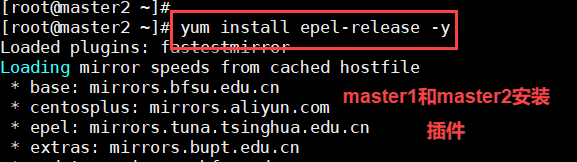 [root@master2 ~]#
[root@master2 ~]# yum install epel-release -y
Loaded plugins: fastestmirror
Loading mirror speeds from cached hostfile
* base: mirrors.bfsu.edu.cn
* centosplus: mirrors.aliyun.com
* epel: mirrors.tuna.tsinghua.edu.cn
* extras: mirrors.bupt.edu.cn
master1和master2安装
插件